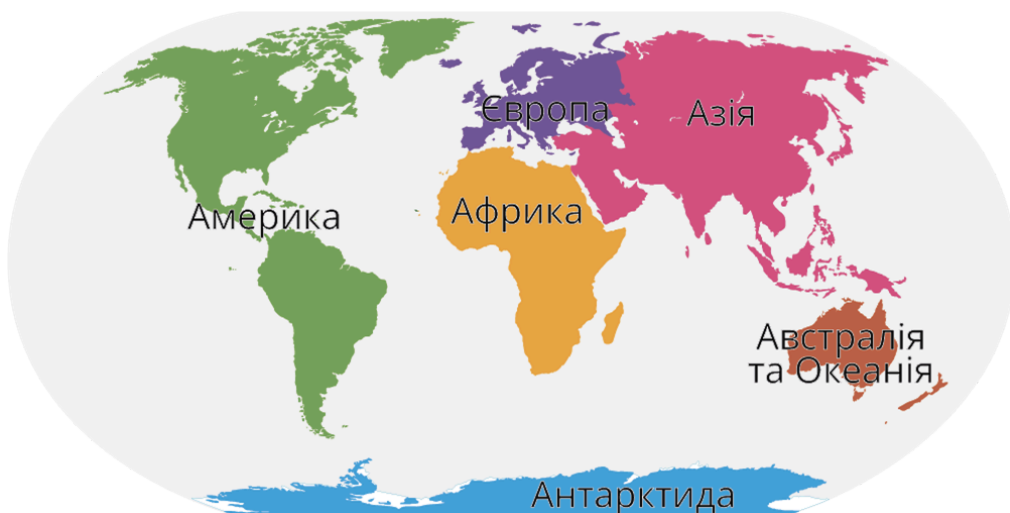 Європа
Азія
Америка
Африка
Австралія
та Океанія
Антарктида